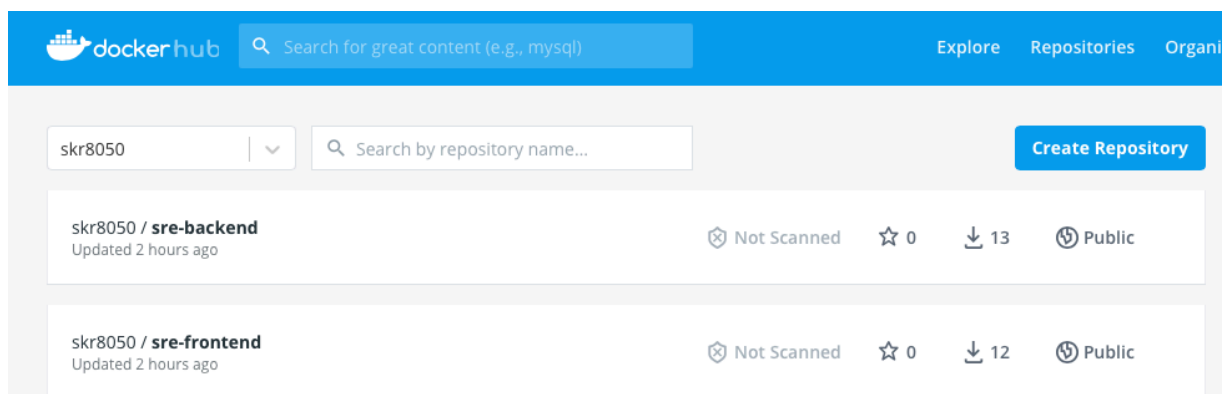 dockerhub Search for great content (e.g., mysql) Explore Repositories Organi
skr8050 Search by repository name... Create Repository
skr8050 / sre-backend
Updated 2 hours ago
Not Scanned 0 13 Public
skr8050 / sre-frontend
Updated 2 hours ago
Not Scanned 0 12 Public